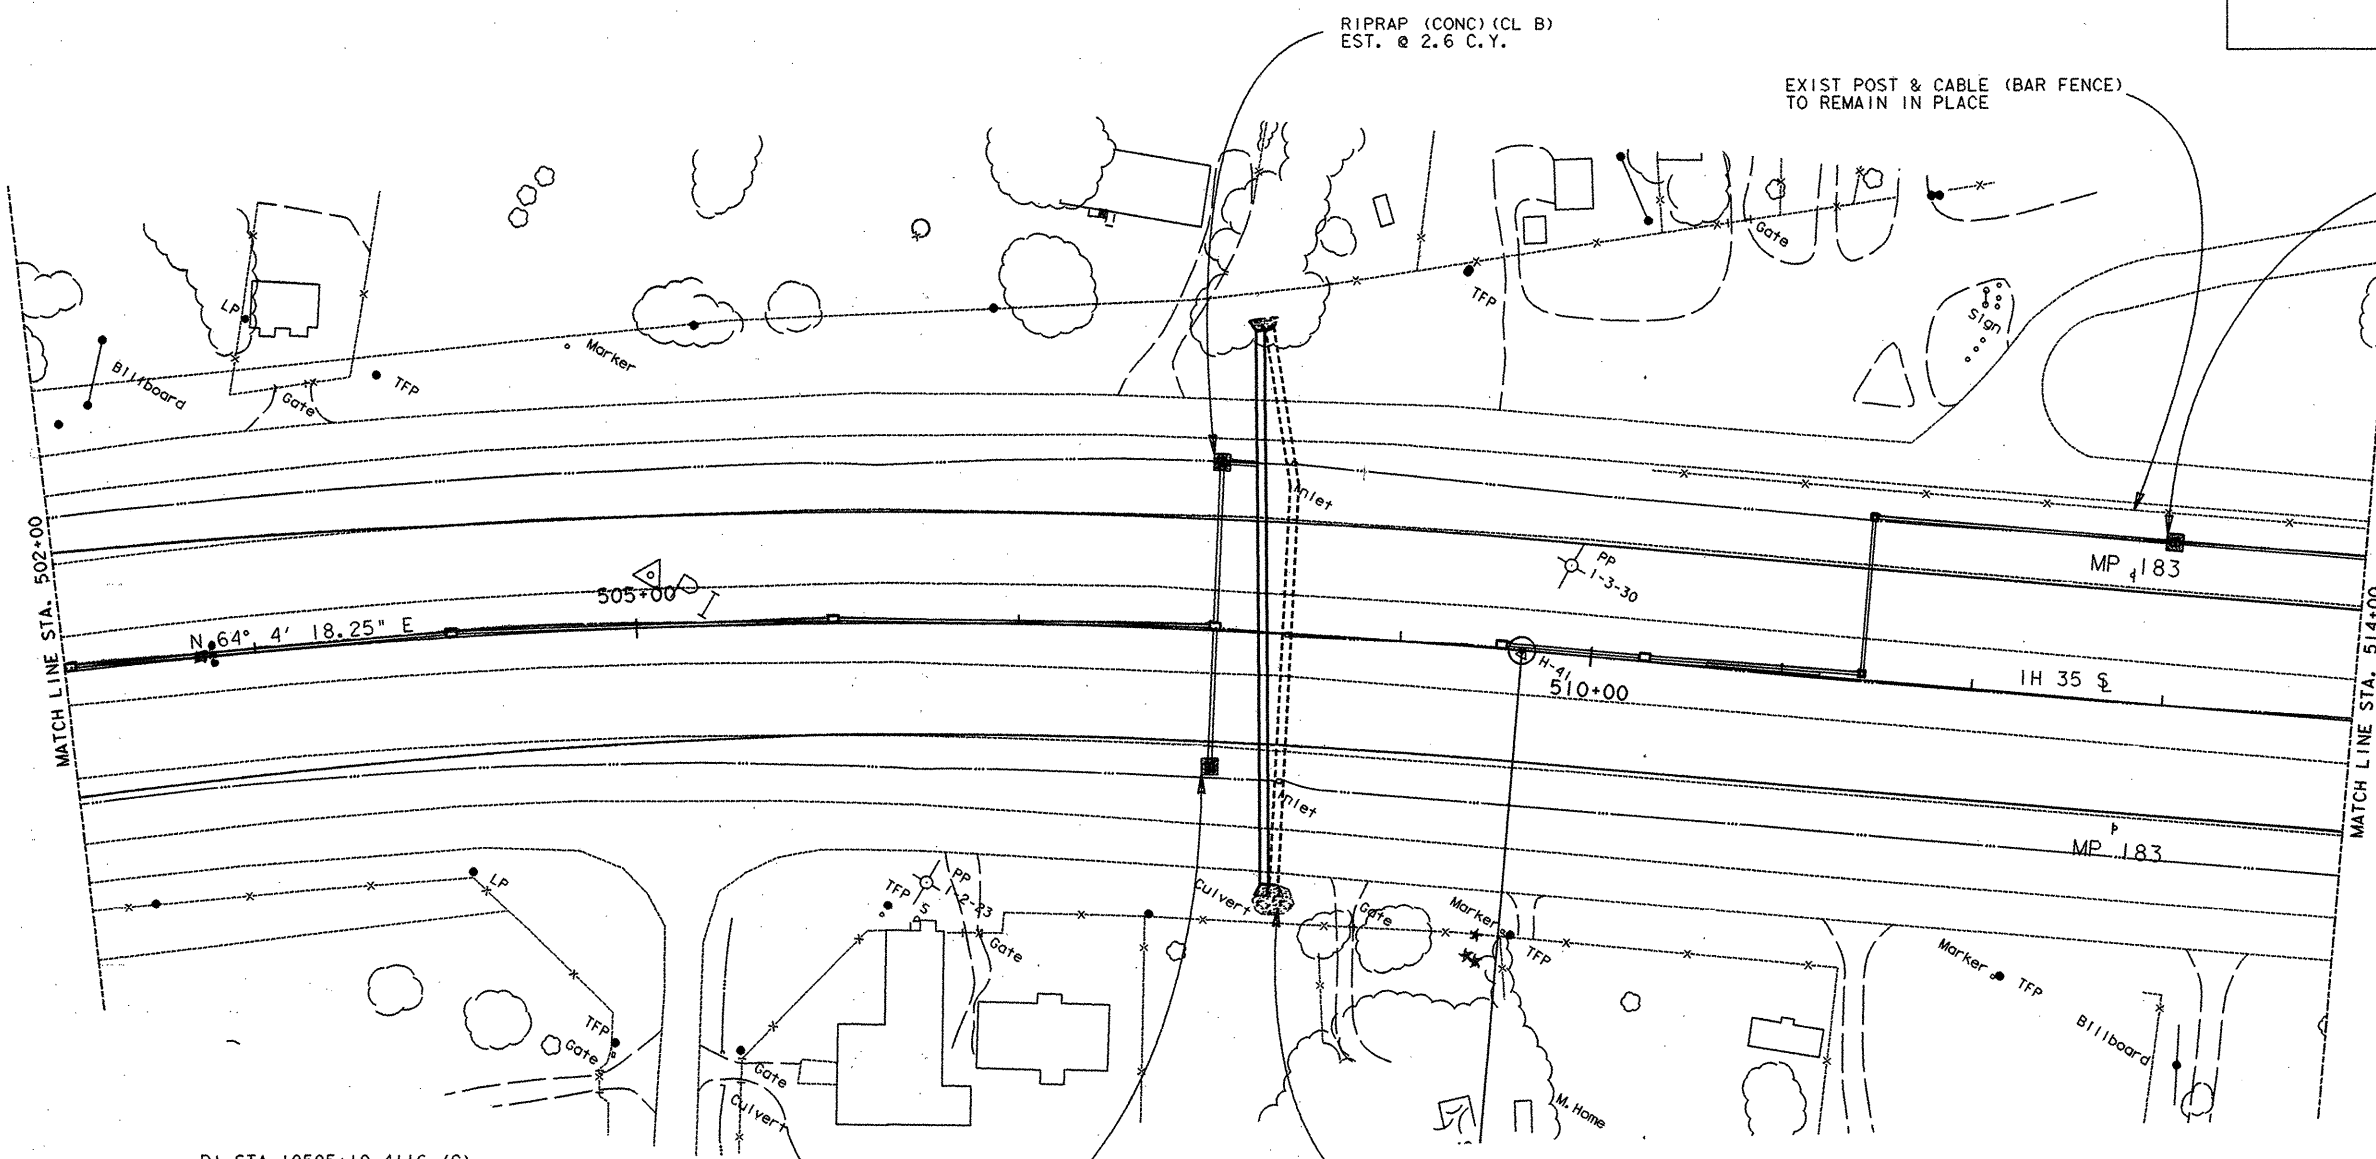 RIPRAP (CONC)(CL B)
EST. @ 2.6 C.Y.
EXIST POST & CABLE (BAR FENCE)
TO REMAIN IN PLACE
Gate
TFP
LP
Sign
Marker
Billboard
TFP
Gate
Inlet
MATCH LINE STA. 502+00
PP
1-3-30
MP 183
505+00
N 64° 4' 18.25" E
H-41
510+00
IH 35 ℄
MATCH LINE STA. 514+00
Inlet
MP 183
LP
TFP
PP
1-2-23
S
Culvert
Gate
Marker
TFP
Gate
Marker
TFP
TFP
Gate
Billboard
Gate
Culvert
M. Home